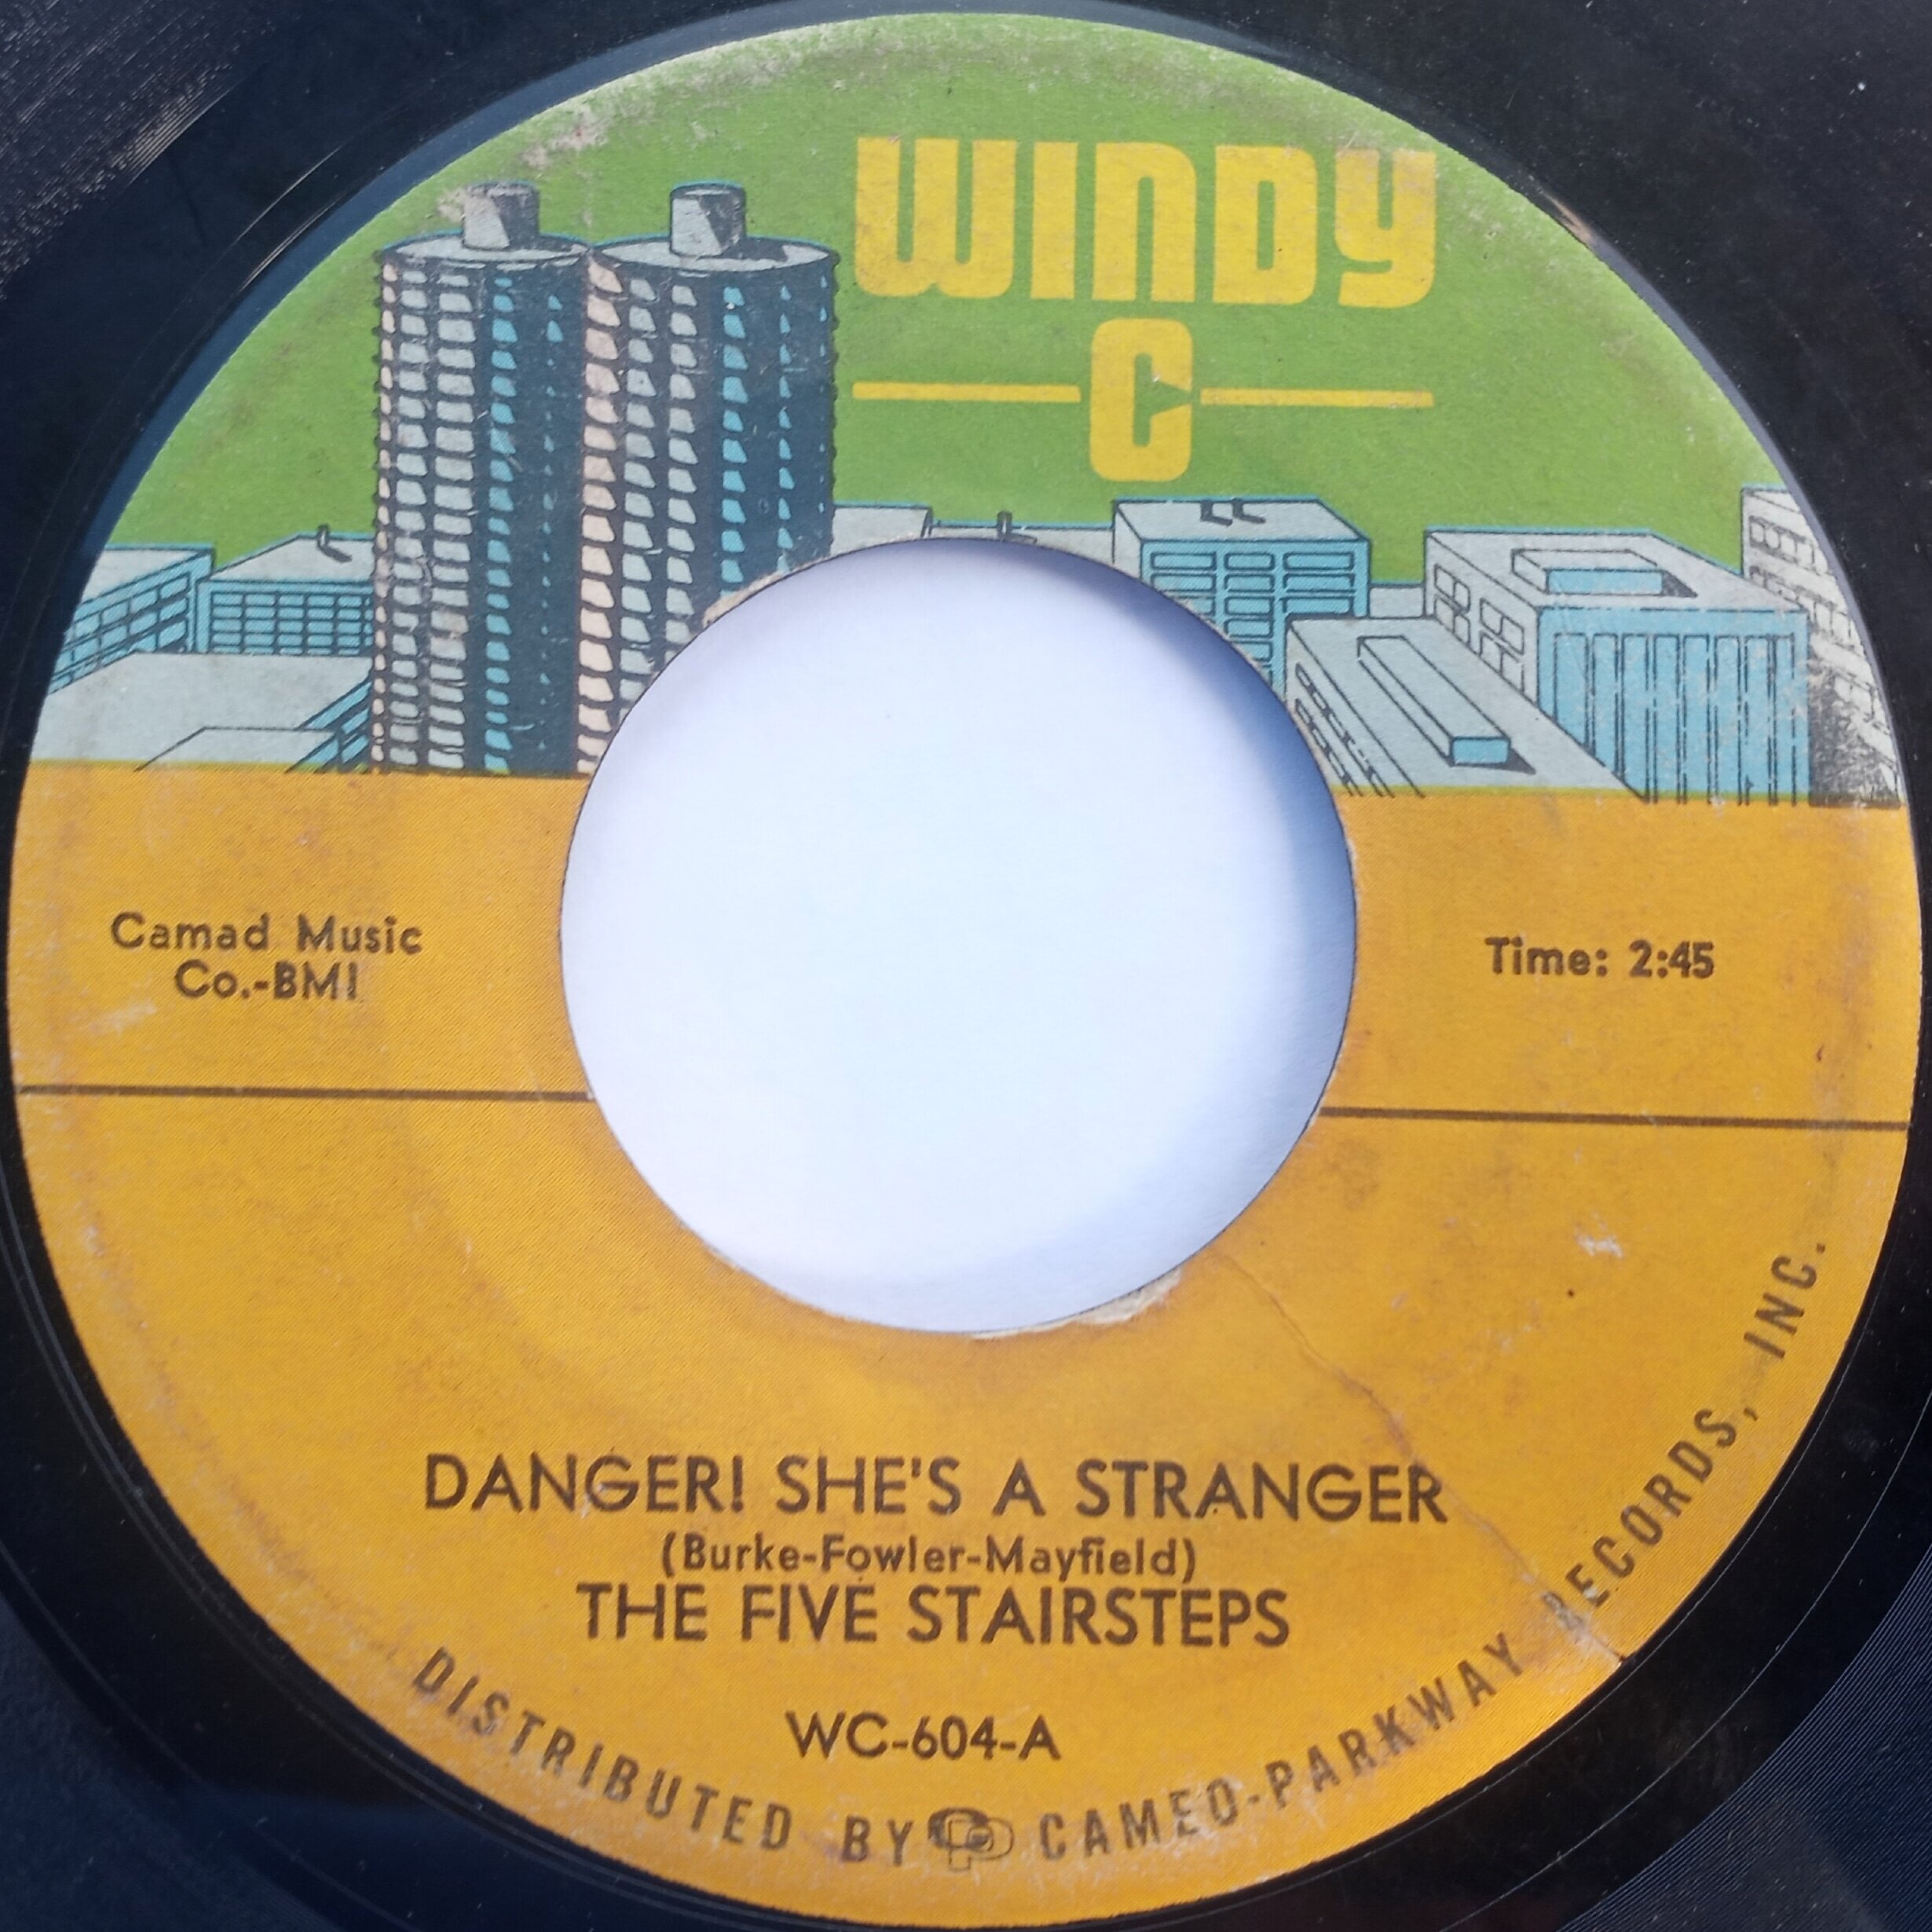 WINDY
C
Camad Music
Co.-BMI
Time: 2:45
DANGER! SHE'S A STRANGER
(Burke-Fowler-Mayfield)
THE FIVE STAIRSTEPS
WC-604-A
DISTRIBUTED BY CP CAMEO-PARKWAY RECORDS, INC.